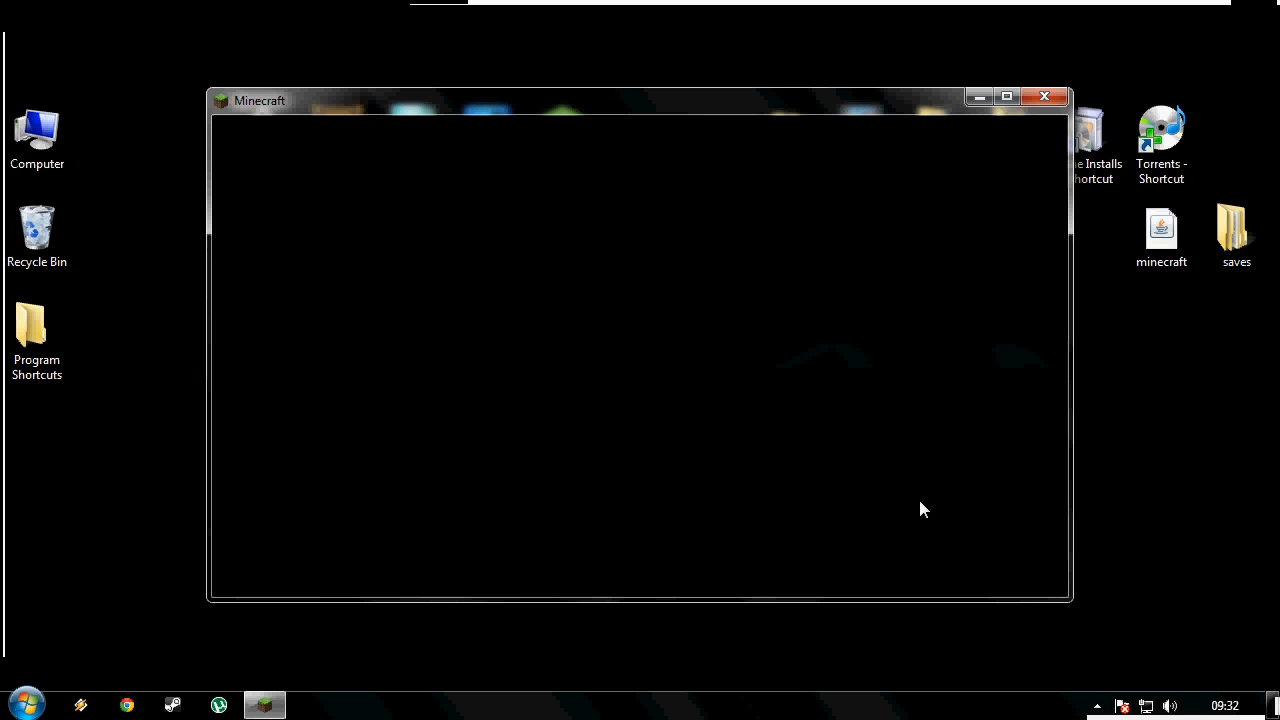 Minecraft
Computer
Recycle Bin
Program
Shortcuts
e Installs
hortcut
Torrents -
Shortcut
minecraft
saves
09:32